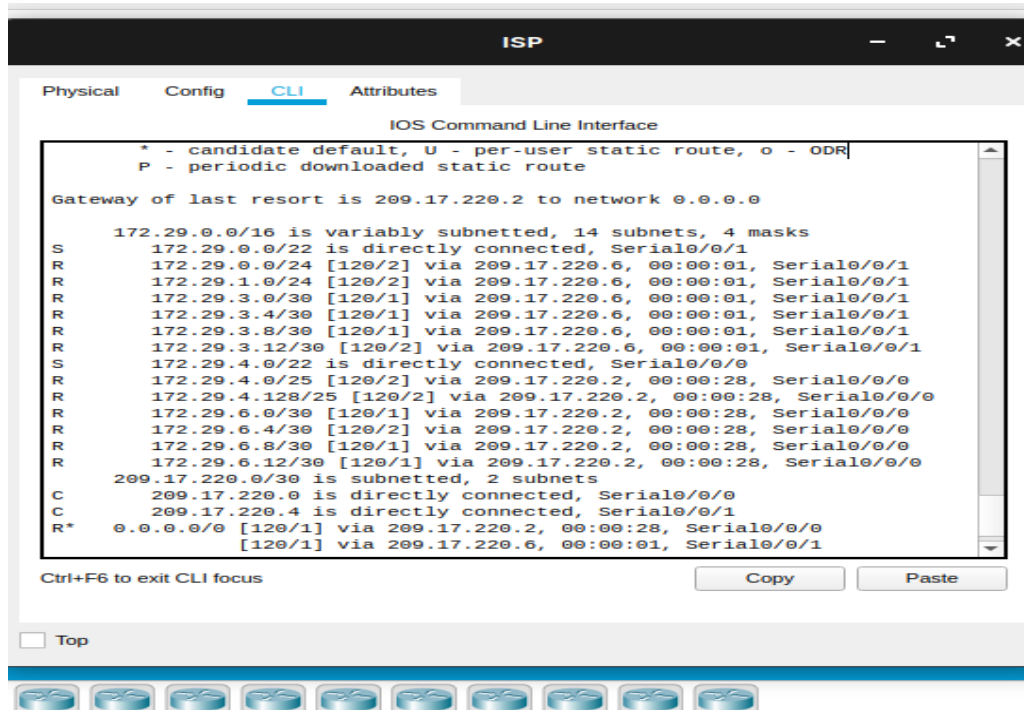 ISP
Physical Config CLI Attributes
IOS Command Line Interface
* - candidate default, U - per-user static route, o - ODR
P - periodic downloaded static route
Gateway of last resort is 209.17.220.2 to network 0.0.0.0
172.29.0.0/16 is variably subnetted, 14 subnets, 4 masks
S 172.29.0.0/22 is directly connected, Serial0/0/1
R 172.29.0.0/24 [120/2] via 209.17.220.6, 00:00:01, Serial0/0/1
R 172.29.1.0/24 [120/2] via 209.17.220.6, 00:00:01, Serial0/0/1
R 172.29.3.0/30 [120/1] via 209.17.220.6, 00:00:01, Serial0/0/1
R 172.29.3.4/30 [120/1] via 209.17.220.6, 00:00:01, Serial0/0/1
R 172.29.3.8/30 [120/1] via 209.17.220.6, 00:00:01, Serial0/0/1
R 172.29.3.12/30 [120/2] via 209.17.220.6, 00:00:01, Serial0/0/1
S 172.29.4.0/22 is directly connected, Serial0/0/0
R 172.29.4.0/25 [120/2] via 209.17.220.2, 00:00:28, Serial0/0/0
R 172.29.4.128/25 [120/2] via 209.17.220.2, 00:00:28, Serial0/0/0
R 172.29.6.0/30 [120/1] via 209.17.220.2, 00:00:28, Serial0/0/0
R 172.29.6.4/30 [120/2] via 209.17.220.2, 00:00:28, Serial0/0/0
R 172.29.6.8/30 [120/1] via 209.17.220.2, 00:00:28, Serial0/0/0
R 172.29.6.12/30 [120/1] via 209.17.220.2, 00:00:28, Serial0/0/0
209.17.220.0/30 is subnetted, 2 subnets
C 209.17.220.0 is directly connected, Serial0/0/0
C 209.17.220.4 is directly connected, Serial0/0/1
R* 0.0.0.0/0 [120/1] via 209.17.220.2, 00:00:28, Serial0/0/0
[120/1] via 209.17.220.6, 00:00:01, Serial0/0/1
Ctrl+F6 to exit CLI focus Copy Paste
Top